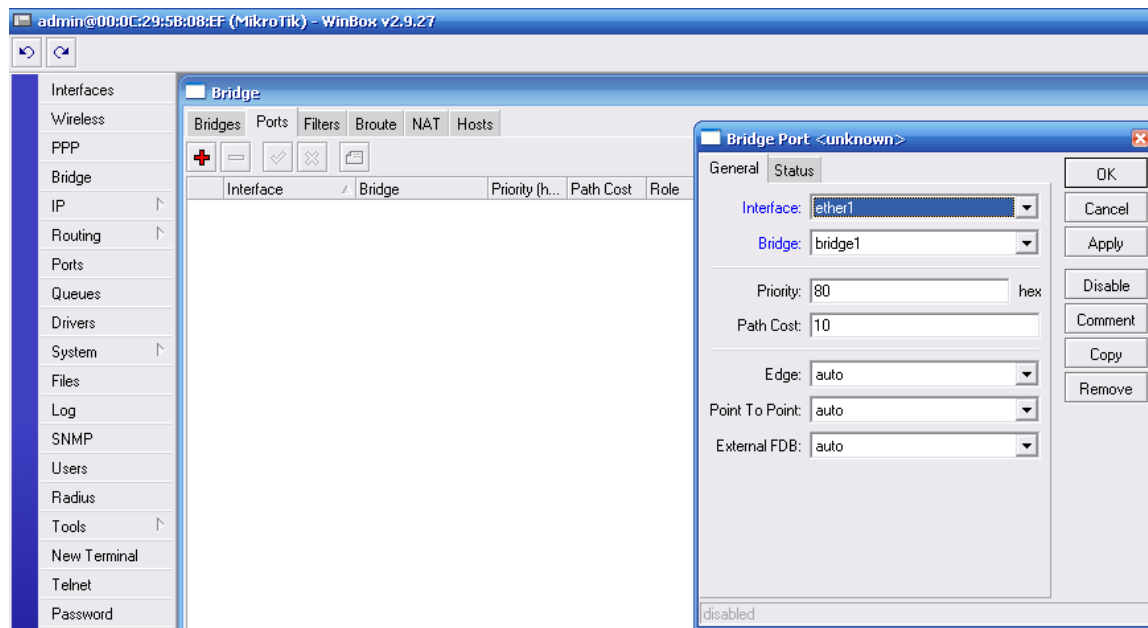 admin@00:0C:29:5B:08:EF (MikroTik) - WinBox v2.9.27
Interfaces
Wireless
PPP
Bridge
IP
Routing
Ports
Queues
Drivers
System
Files
Log
SNMP
Users
Radius
Tools
New Terminal
Telnet
Password
Bridge
Bridges Ports Filters Broute NAT Hosts
Interface / Bridge Priority (h... Path Cost Role
Bridge Port <unknown>
General Status
Interface: ether1
Bridge: bridge1
Priority: 80 hex
Path Cost: 10
Edge: auto
Point To Point: auto
External FDB: auto
OK
Cancel
Apply
Disable
Comment
Copy
Remove
disabled